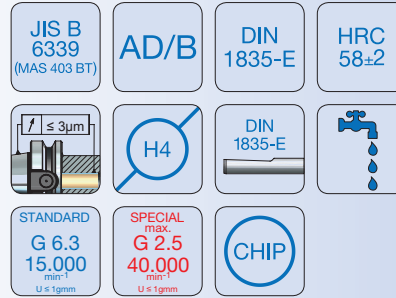 JIS B
6339
(MAS 403 BT)
AD/B
DIN
1835-E
HRC
58±2
↗ ≤ 3µm
H4
DIN
1835-E
STANDARD
G 6.3
15.000
min⁻¹
U ≤ 1gmm
SPECIAL
max.
G 2.5
40.000
min⁻¹
U ≤ 1gmm
CHIP